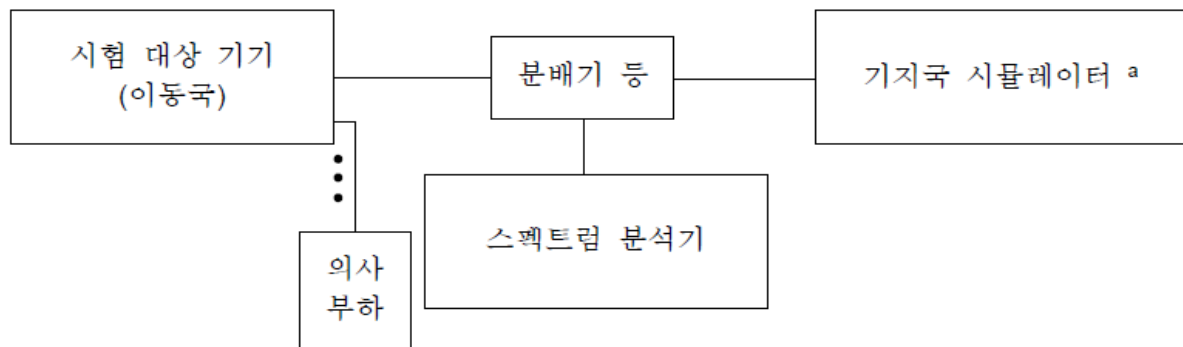 시험 대상 기기
(이동국)
분배기 등
기지국 시뮬레이터 ᵃ
스펙트럼 분석기
의사
부하